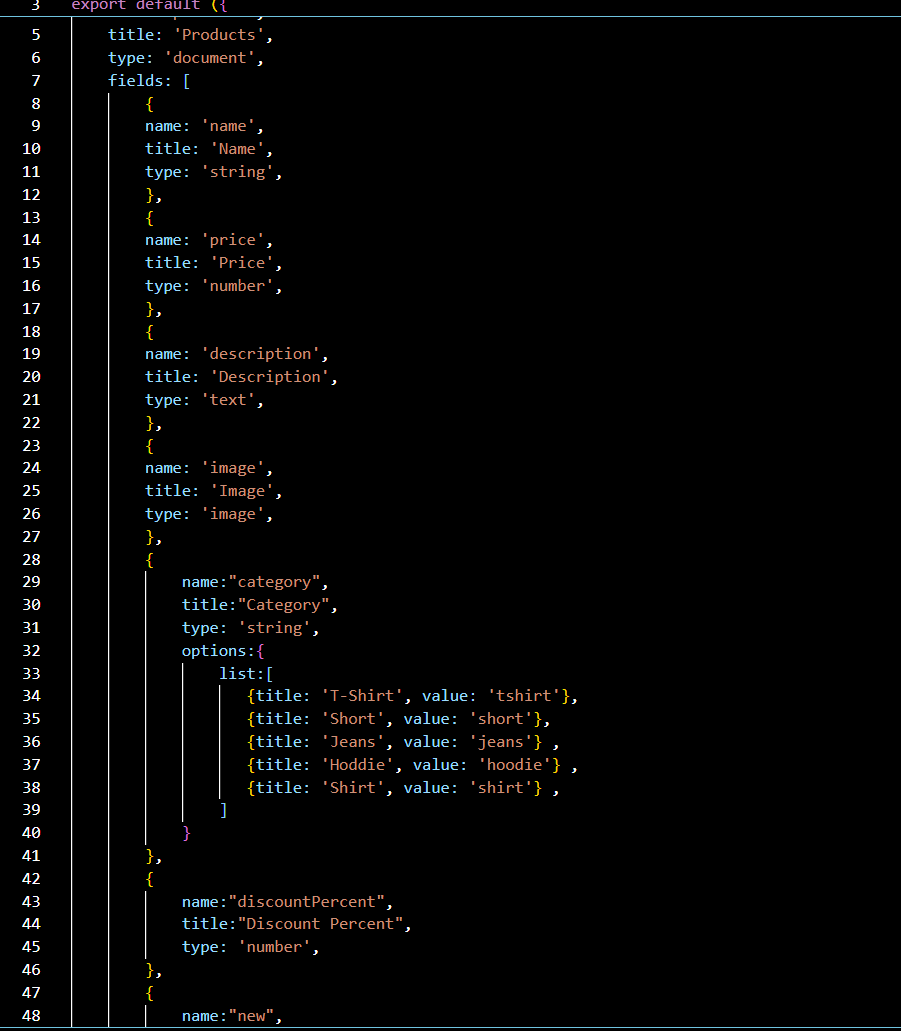 3 export default ({
5 title: 'Products',
6 type: 'document',
7 fields: [
8 {
9 name: 'name',
10 title: 'Name',
11 type: 'string',
12 },
13 {
14 name: 'price',
15 title: 'Price',
16 type: 'number',
17 },
18 {
19 name: 'description',
20 title: 'Description',
21 type: 'text',
22 },
23 {
24 name: 'image',
25 title: 'Image',
26 type: 'image',
27 },
28 {
29 name:"category",
30 title:"Category",
31 type: 'string',
32 options:{
33 list:[
34 {title: 'T-Shirt', value: 'tshirt'},
35 {title: 'Short', value: 'short'},
36 {title: 'Jeans', value: 'jeans'} ,
37 {title: 'Hoddie', value: 'hoodie'} ,
38 {title: 'Shirt', value: 'shirt'} ,
39 ]
40 }
41 },
42 {
43 name:"discountPercent",
44 title:"Discount Percent",
45 type: 'number',
46 },
47 {
48 name:"new",